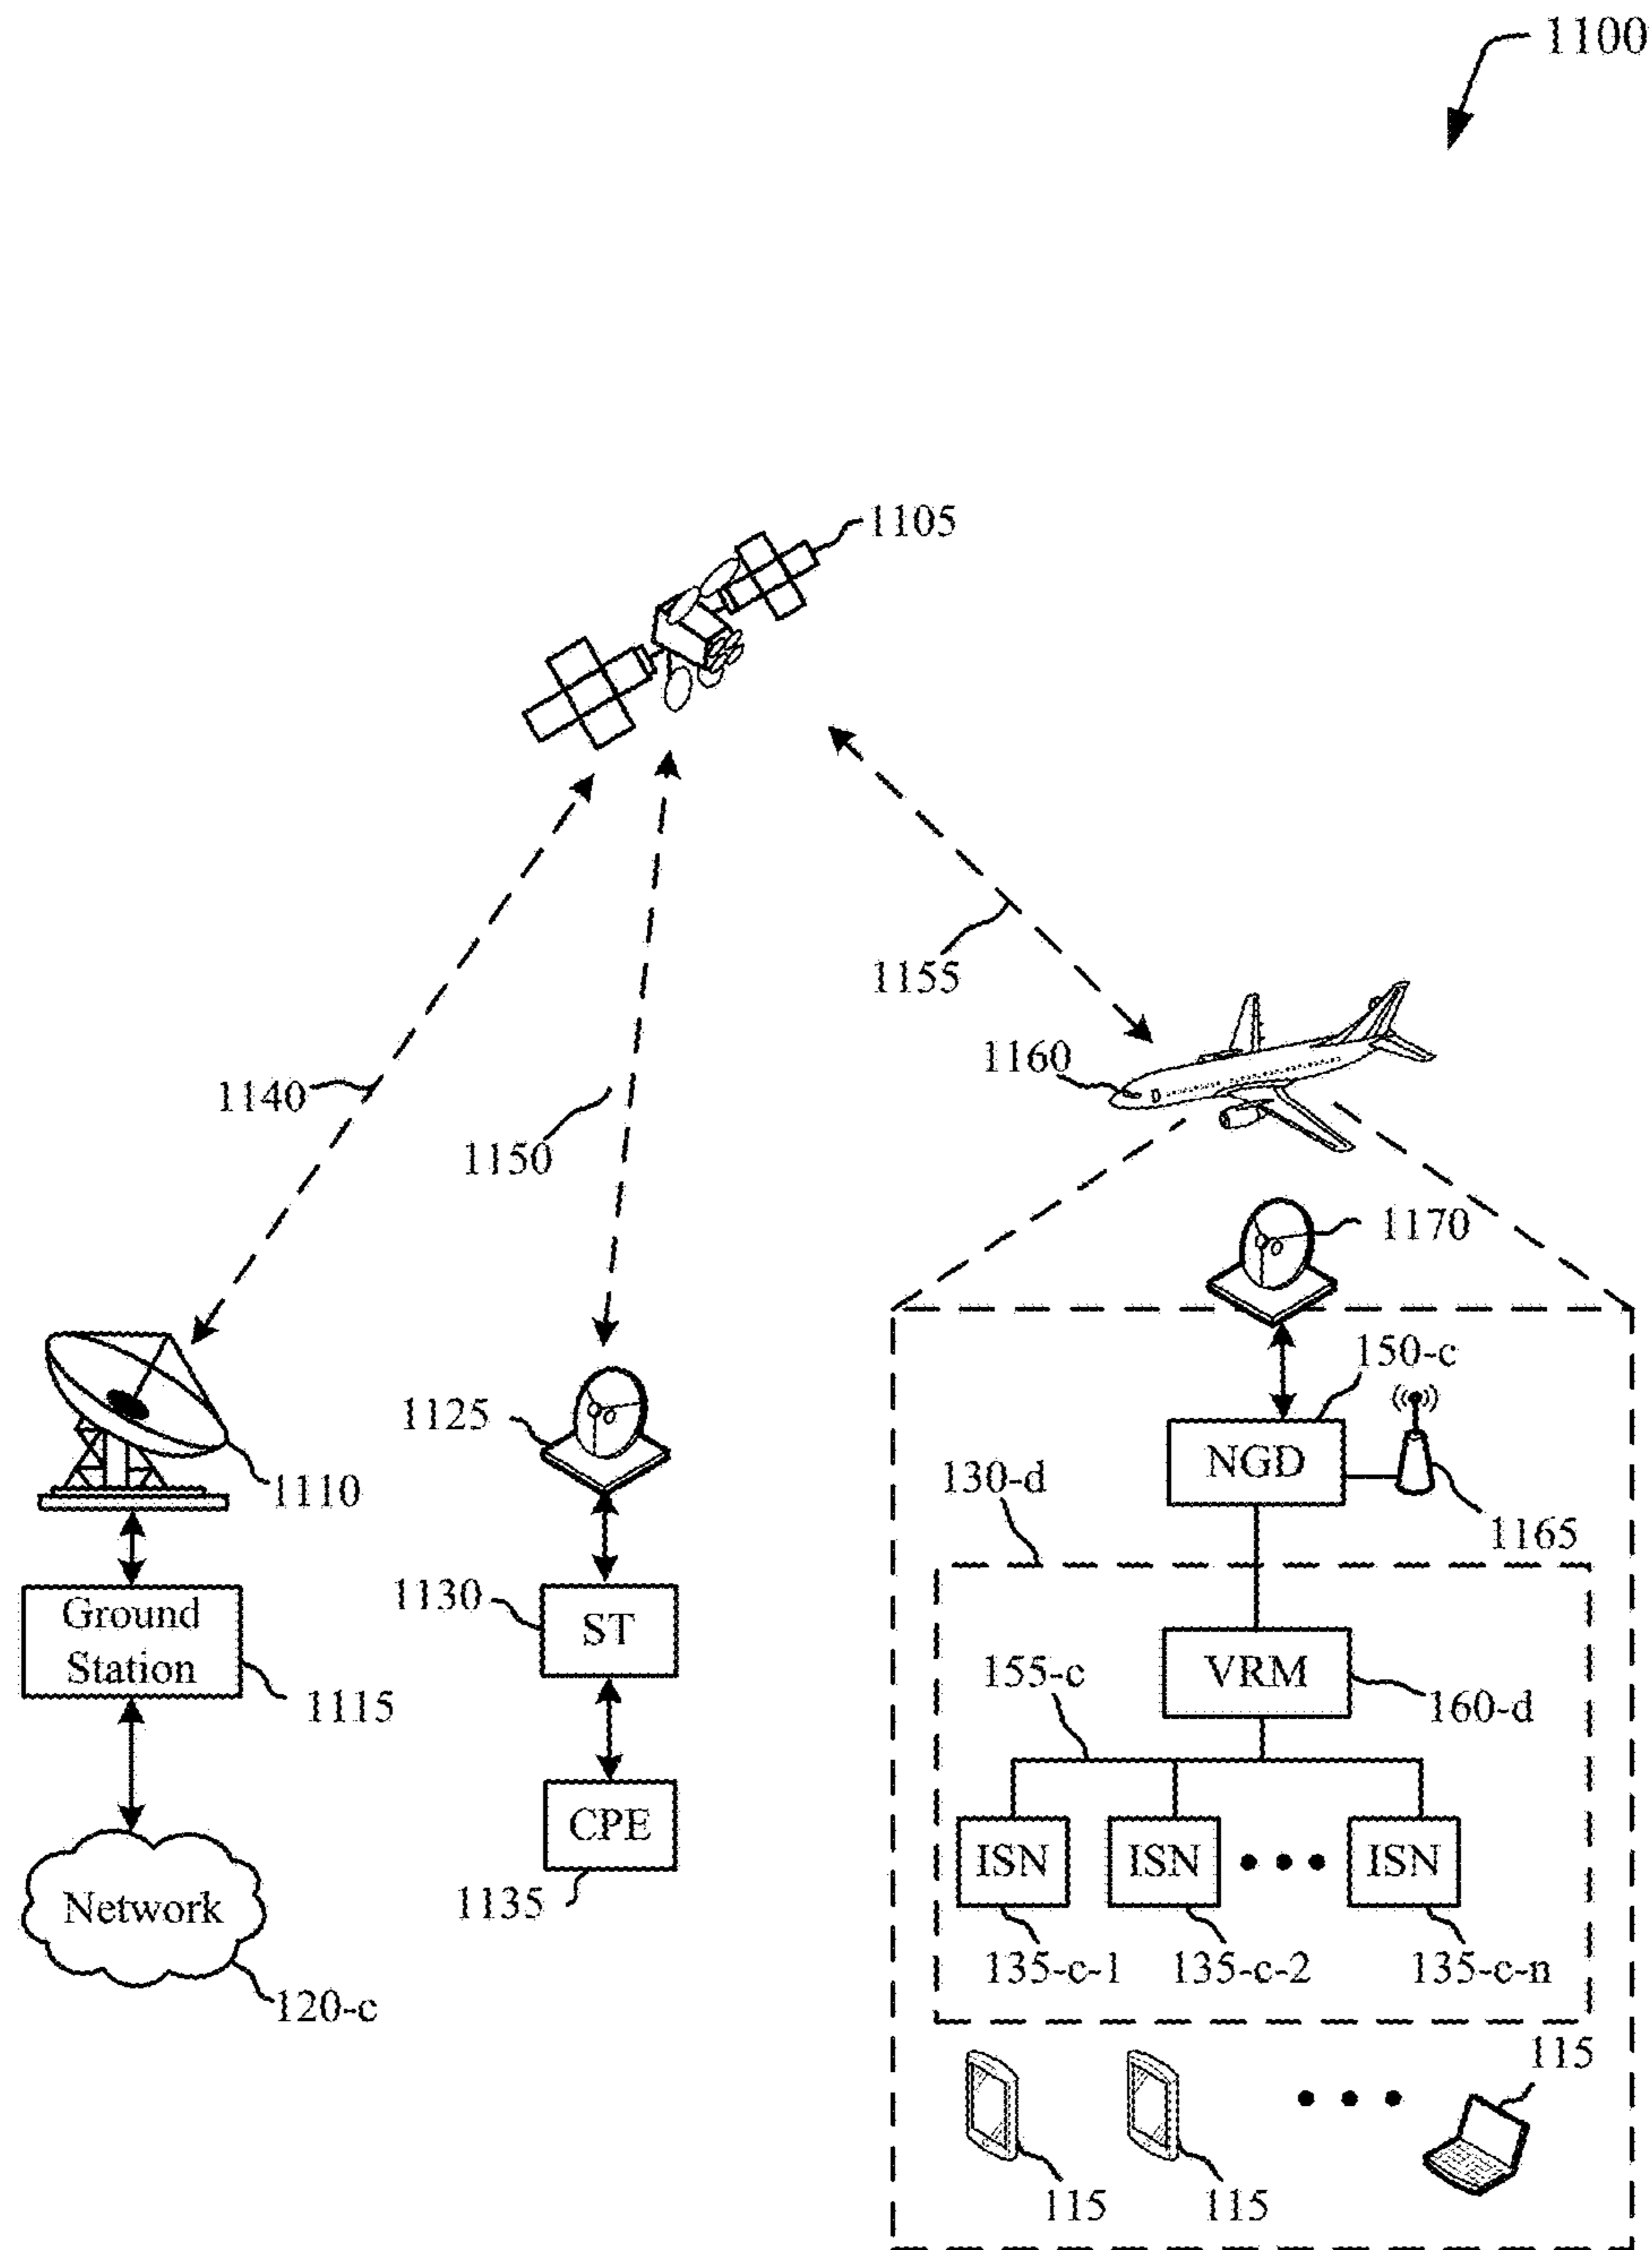 1100
1105
1155
1160
1140
1150
1170
150-c
1125
NGD
130-d
1110
1165
1130
Ground
Station
ST
VRM
155-c
160-d
1115
CPE
ISN
ISN
ISN
1135
Network
135-c-1
135-c-2
135-c-n
120-c
115
115
115